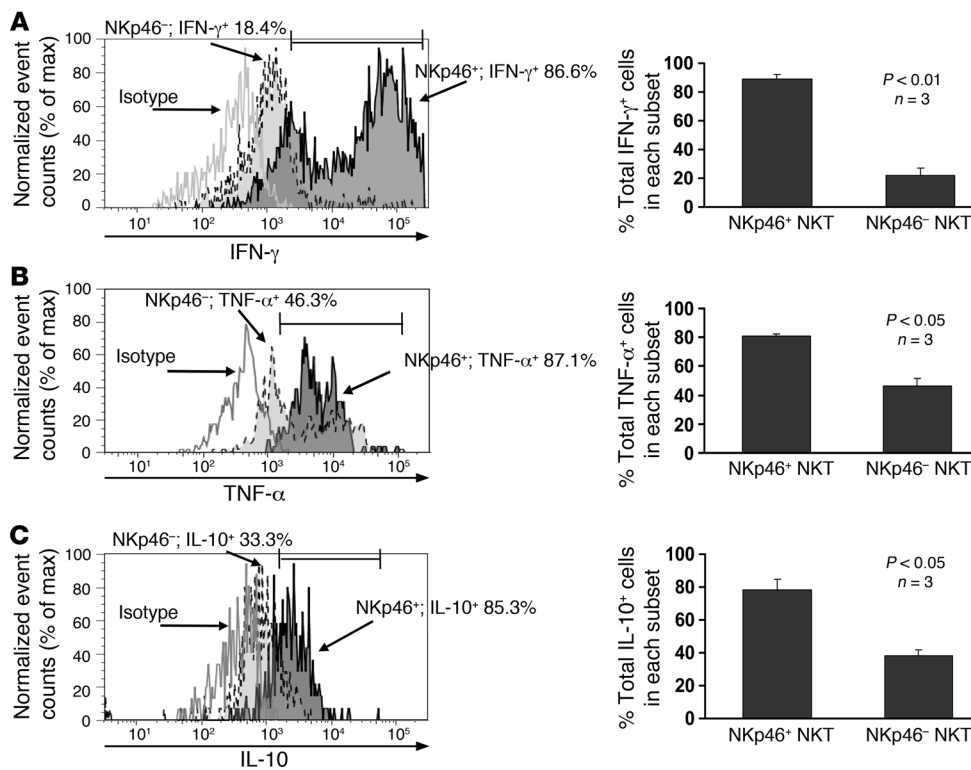 A
NKp46⁻; IFN-γ⁺ 18.4%
NKp46⁺; IFN-γ⁺ 86.6%
Isotype
Normalized event
counts (% of max)
100
80
60
40
20
0
10¹ 10² 10³ 10⁴ 10⁵
IFN-γ
% Total IFN-γ⁺ cells
in each subset
100
80
60
40
20
0
P < 0.01
n = 3
NKp46⁺ NKT NKp46⁻ NKT
B
NKp46⁻; TNF-α⁺ 46.3%
Isotype
NKp46⁺; TNF-α⁺ 87.1%
Normalized event
counts (% of max)
100
80
60
40
20
0
10¹ 10² 10³ 10⁴ 10⁵
TNF-α
% Total TNF-α⁺ cells
in each subset
100
80
60
40
20
0
P < 0.05
n = 3
NKp46⁺ NKT NKp46⁻ NKT
C
NKp46⁻; IL-10⁺ 33.3%
Isotype
NKp46⁺; IL-10⁺ 85.3%
Normalized event
counts (% of max)
100
80
60
40
20
0
10¹ 10² 10³ 10⁴ 10⁵
IL-10
% Total IL-10⁺ cells
in each subset
80
60
40
20
80
P < 0.05
n = 3
NKp46⁺ NKT NKp46⁻ NKT